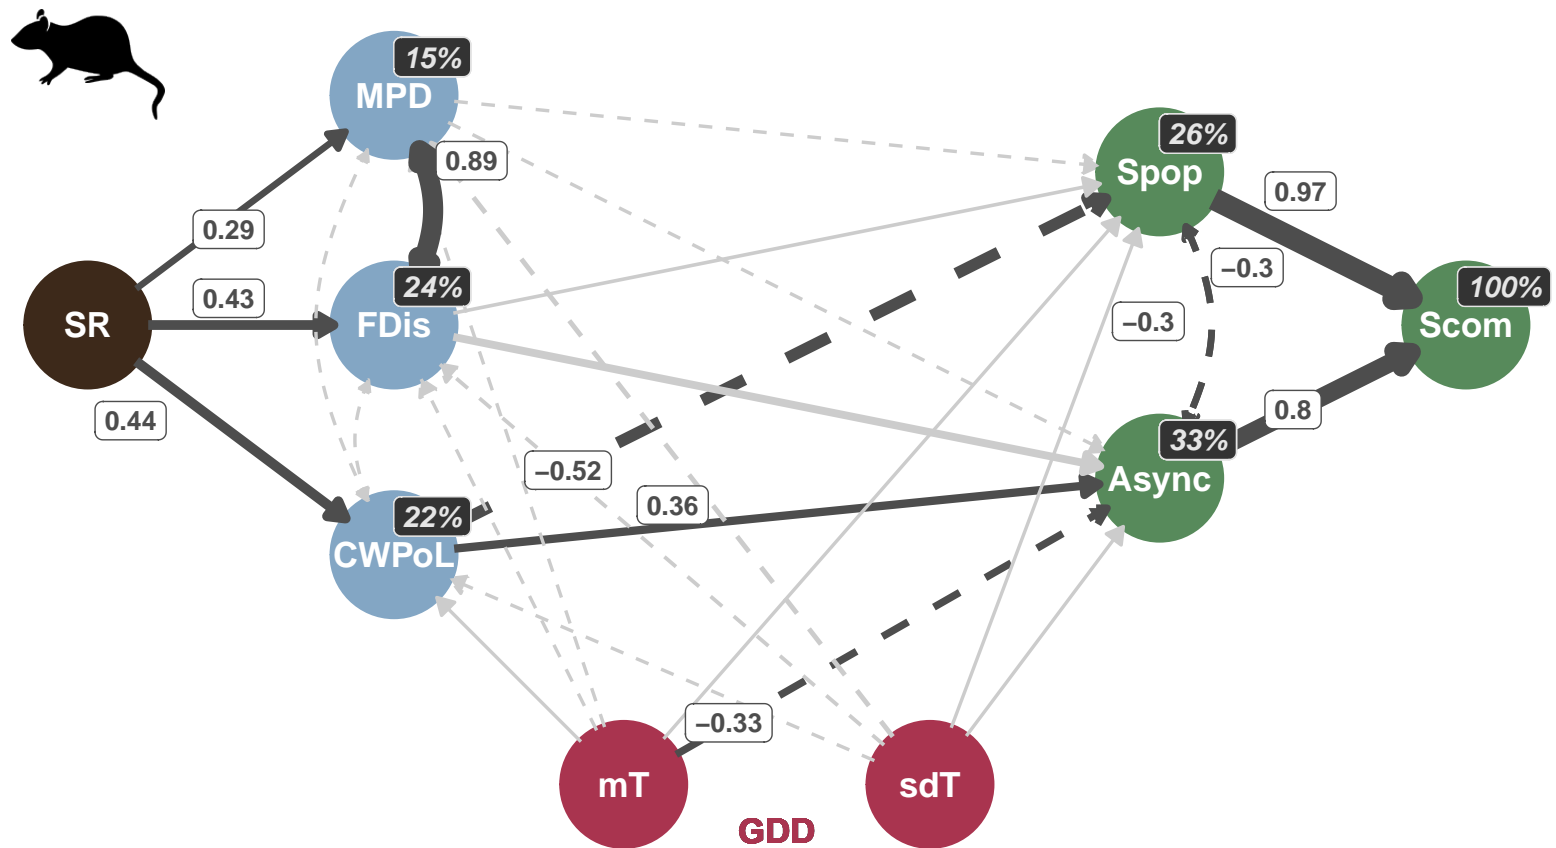 15%
MPD
0.89
26%
Spop
0.97
0.29
0.43
–0.3
24%
100%
SR
FDis
–0.3
Scom
0.44
0.8
33%
–0.52
Async
0.36
22%
CWPoL
–0.33
mT
sdT
GDD